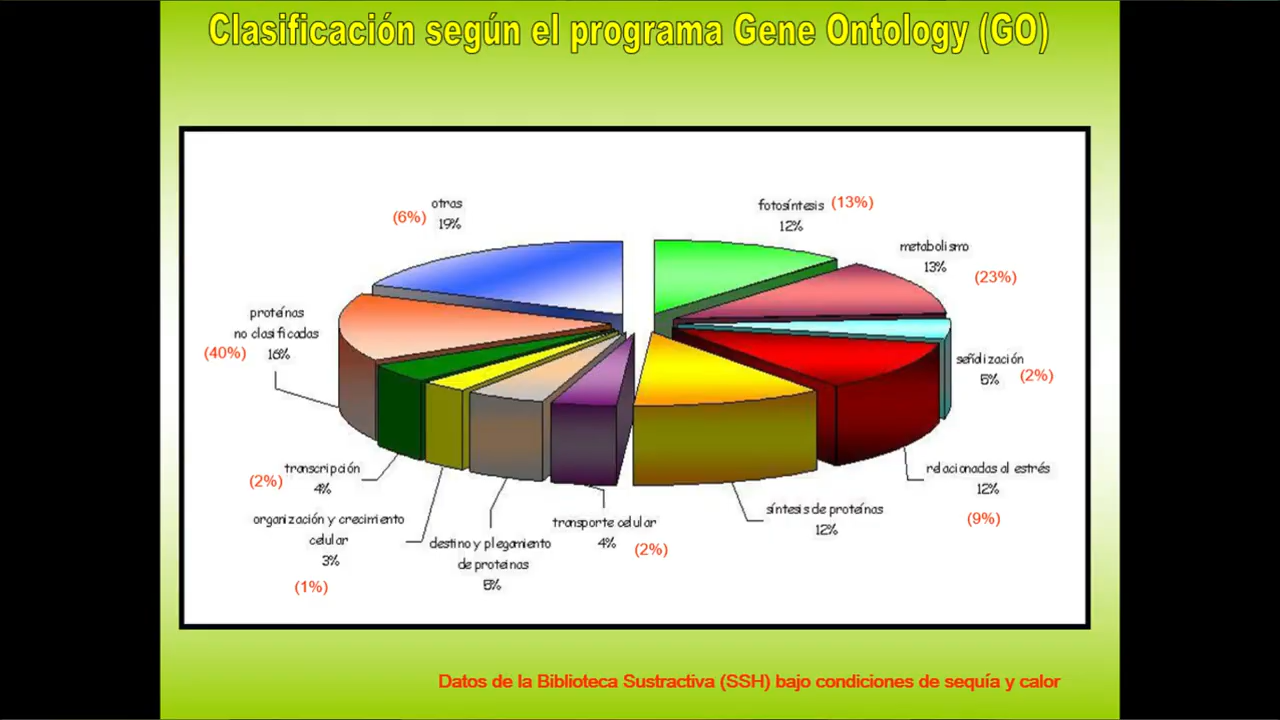 Clasificación según el programa Gene Ontology (GO)
otras
(6%) 19%
fotosíntesis (13%)
12%
metabolismo
13%
(23%)
proteínas
no clasificadas
(40%) 16%
señalización
5% (2%)
(2%) transcripción
4%
relacionadas al estrés
12%
(9%)
organización y crecimiento
celular
3%
(1%)
destino y plegamiento
de proteinas
5%
transporte celular
4% (2%)
síntesis de proteínas
12%
Datos de la Biblioteca Sustractiva (SSH) bajo condiciones de sequía y calor